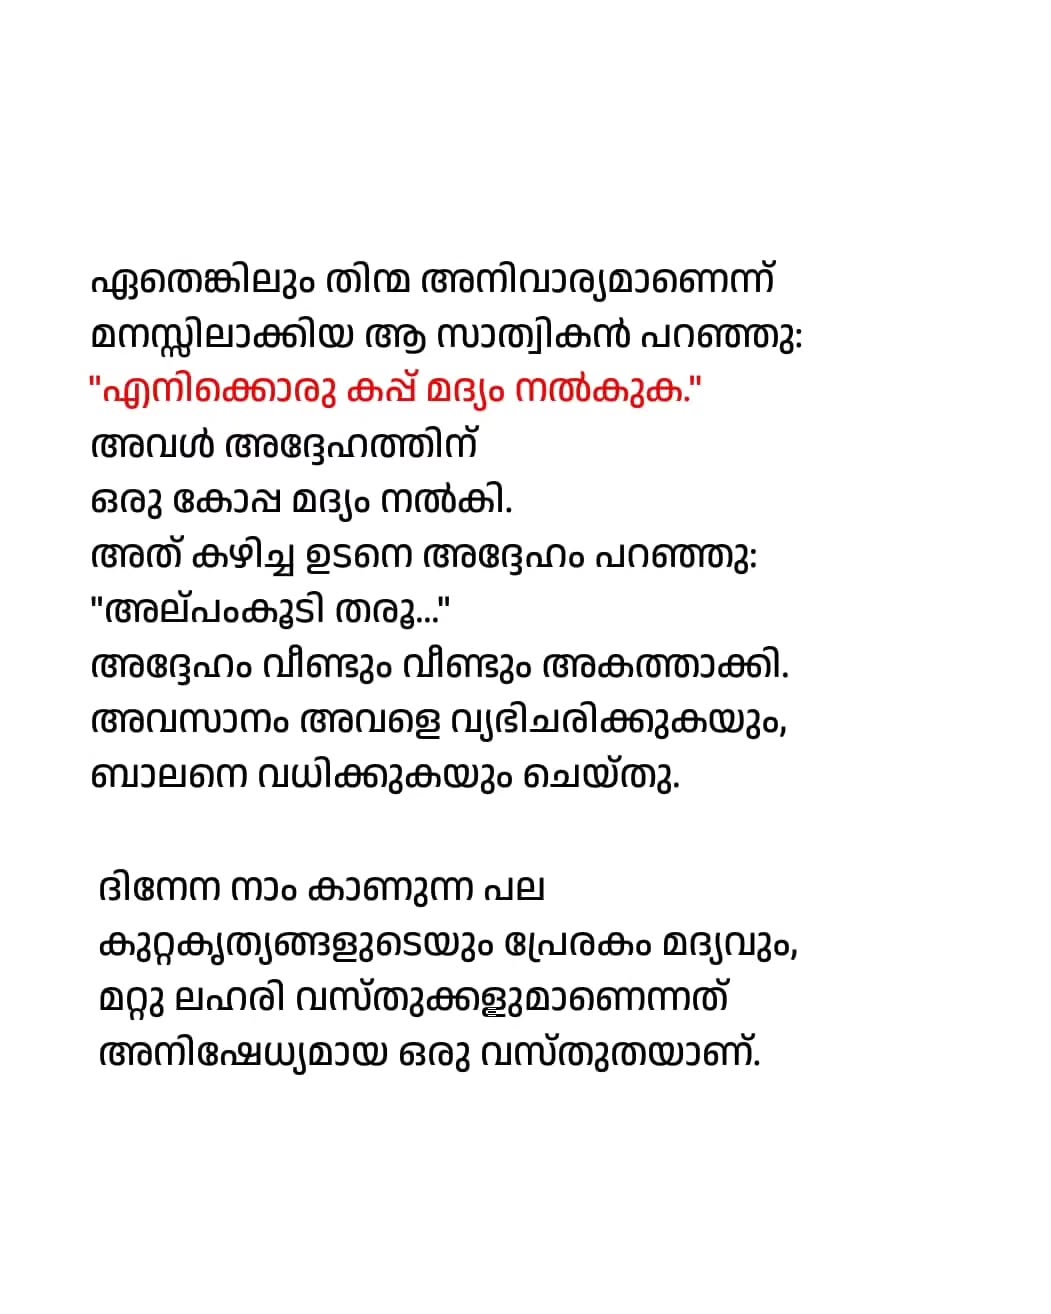 ഏതെങ്കിലും തിന്മ അനിവാര്യമാണെന്ന്
മനസ്സിലാക്കിയ ആ സാത്വികൻ പറഞ്ഞു:
"എനിക്കൊരു കപ്പ് മദ്യം നൽകുക."
അവൾ അദ്ദേഹത്തിന്
ഒരു കോപ്പ മദ്യം നൽകി.
അത് കഴിച്ച ഉടനെ അദ്ദേഹം പറഞ്ഞു:
"അല്പംകൂടി തരൂ..."
അദ്ദേഹം വീണ്ടും വീണ്ടും അകത്താക്കി.
അവസാനം അവളെ വ്യഭിചരിക്കുകയും,
ബാലനെ വധിക്കുകയും ചെയ്തു.
ദിനേന നാം കാണുന്ന പല
കുറ്റകൃത്യങ്ങളുടെയും പ്രേരകം മദ്യവും,
മറ്റു ലഹരി വസ്തുക്കളുമാണെന്നത്
അനിഷേധ്യമായ ഒരു വസ്തുതയാണ്.